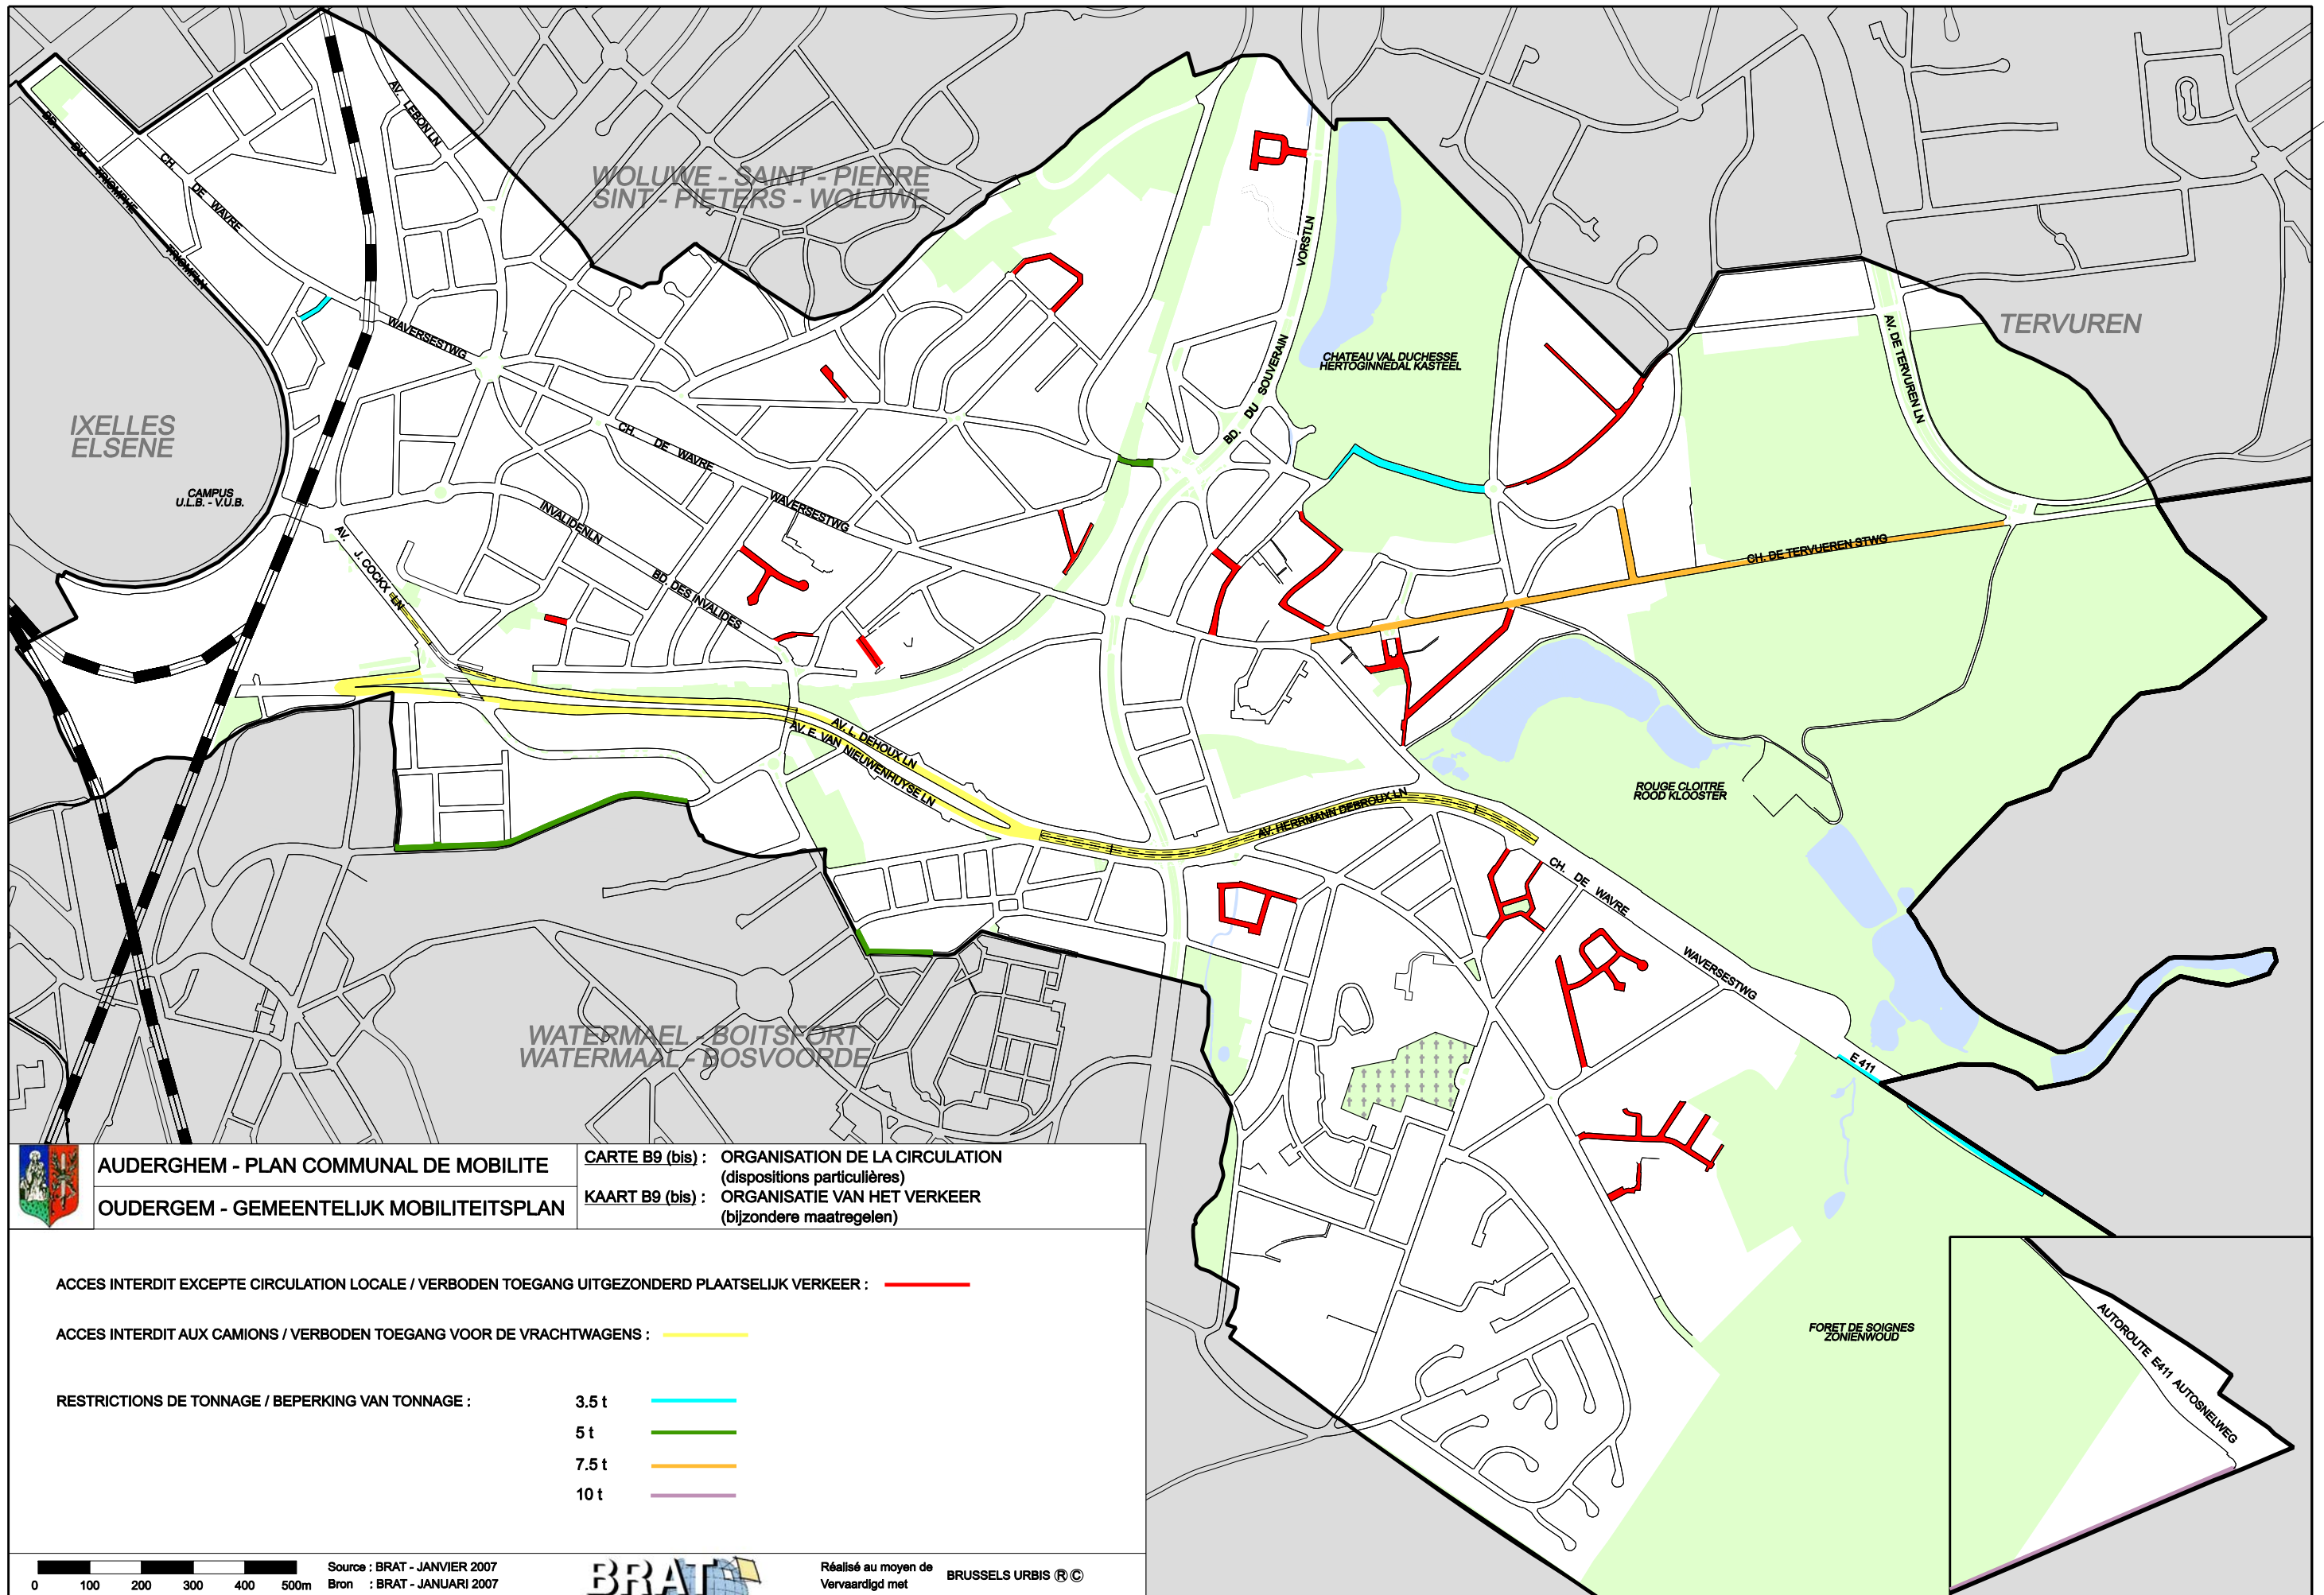 AV. LEBON LN
BD. DU TRIOMPHE TRIOMFLN
CH. DE WAVRE
WAVERSESTWG
WOLUWE - SAINT - PIERRE
SINT - PIETERS - WOLUWE
VORSTLN
BD. DU SOUVERAIN
CHATEAU VAL DUCHESSE
HERTOGINNEDAL KASTEEL
TERVUREN
AV. DE TERVUREN LN
IXELLES
ELSENE
CAMPUS
U.L.B. - V.U.B.
CH. DE WAVRE
WAVERSESTWG
INVALIDENLN
BD. DES INVALIDES
AV. J. COCKX LN
CH. DE TERVUEREN STWG
AV. L. DEHOUX LN
AV. E. VAN NIEUWENHUYSE LN
AV. HERRMANN DEBROUX LN
ROUGE CLOITRE
ROOD KLOOSTER
CH. DE WAVRE
WAVERSESTWG
E 411
WATERMAEL - BOITSFORT
WATERMAAL - BOSVOORDE
FORET DE SOIGNES
ZONIENWOUD
AUTOROUTE E411 AUTOSNELWEG
AUDERGHEM - PLAN COMMUNAL DE MOBILITE
OUDERGEM - GEMEENTELIJK MOBILITEITSPLAN
CARTE B9 (bis) : ORGANISATION DE LA CIRCULATION
(dispositions particulières)
KAART B9 (bis) : ORGANISATIE VAN HET VERKEER
(bijzondere maatregelen)
ACCES INTERDIT EXCEPTE CIRCULATION LOCALE / VERBODEN TOEGANG UITGEZONDERD PLAATSELIJK VERKEER :
ACCES INTERDIT AUX CAMIONS / VERBODEN TOEGANG VOOR DE VRACHTWAGENS :
RESTRICTIONS DE TONNAGE / BEPERKING VAN TONNAGE : 3.5 t
5 t
7.5 t
10 t
0 100 200 300 400 500m
Source : BRAT - JANVIER 2007
Bron : BRAT - JANUARI 2007
BRAT
Réalisé au moyen de
Vervaardigd met
BRUSSELS URBIS ® ©